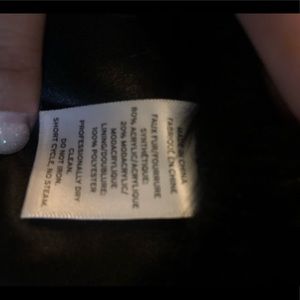 MADE IN CHINA
FABRIQUÉ EN CHINE
FAUX FUR/FOURRURE
SYNTHÉTIQUE:
80% ACRYLIC/ACRYLIQUE
20% MODACRYLIC/
MODACRYLIQUE
LINING/DOUBLURE:
100% POLYESTER
PROFESSIONALLY DRY
CLEAN.
DO NOT IRON.
SHORT CYCLE, NO STEAM.